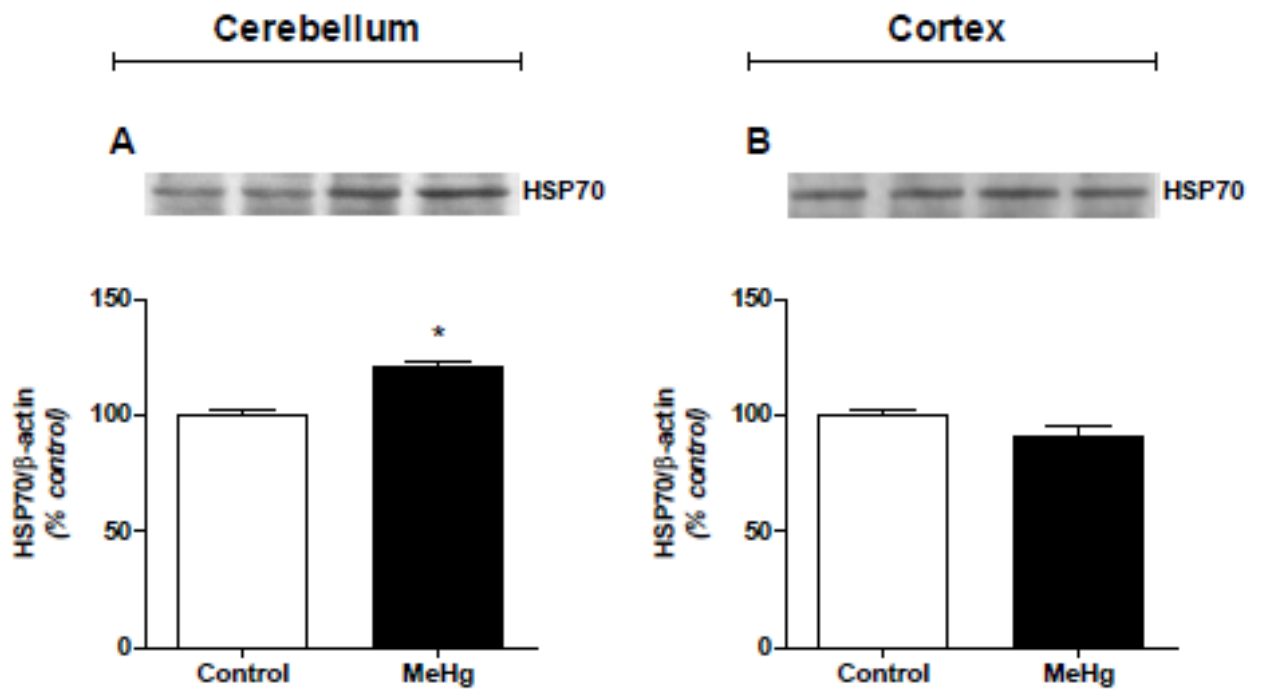 Cerebellum
Cortex
A
HSP70
B
HSP70
150
*
100
50
0
HSP70/β-actin
(% control)
Control
MeHg
150
100
50
0
HSP70/β-actin
(% control)
Control
MeHg